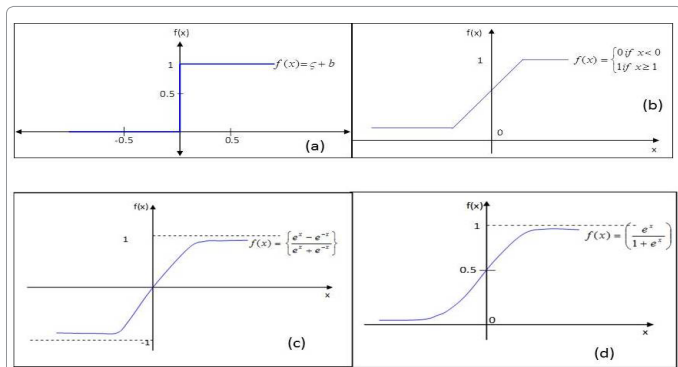 f(x)
1
f(x)=ς+b
0.5
-0.5
0.5
(a)
f(x)
1
f(x)={0 if x<0
1 if x≥1
(b)
0
x
f(x)
1
f(x)={e^x − e^-x / e^x + e^-x}
x
-1
(c)
f(x)
1
f(x)=(e^x / 1+e^x)
0.5
0
x
(d)